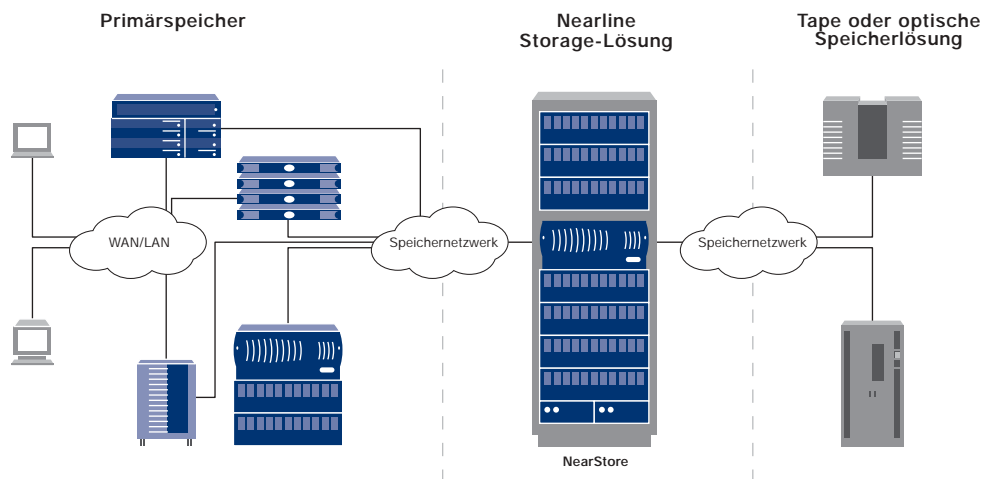 Primärspeicher
Nearline
Storage-Lösung
Tape oder optische
Speicherlösung
WAN/LAN
Speichernetzwerk
Speichernetzwerk
NearStore